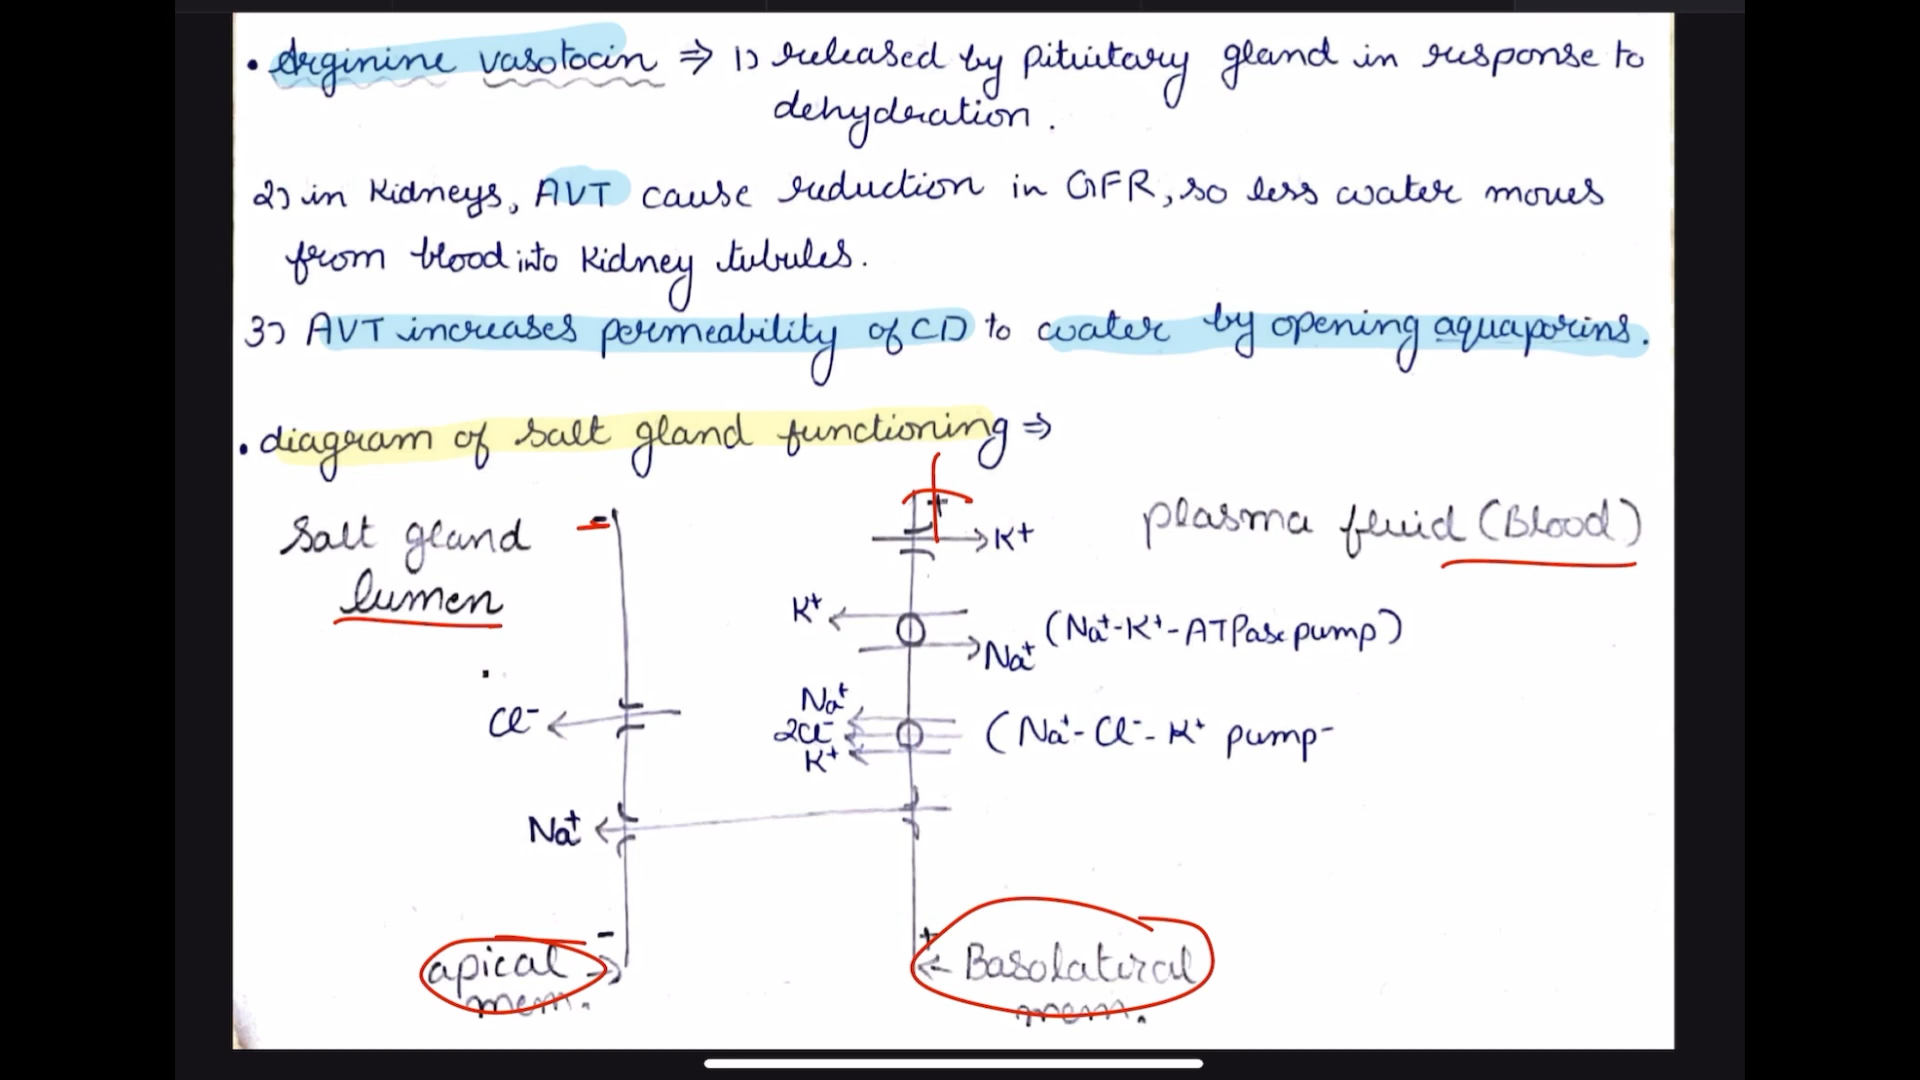 • Arginine vasotocin ⇒ 1) released by pituitary gland in response to
dehydration.
2) in kidneys, AVT cause reduction in GFR, so less water moves
from blood into kidney tubules.
3) AVT increases permeability of CD to water by opening aquaporins.
• diagram of salt gland functioning ⇒
Salt gland
lumen
-
+
plasma fluid (Blood)
K+
K+
Na+ (Na+-K+-ATPase pump)
Na+
2Cl-
K+
(Na+-Cl--K+ pump-
Cl-
Na+
-
+
apical
mem.
Basolateral
mem.